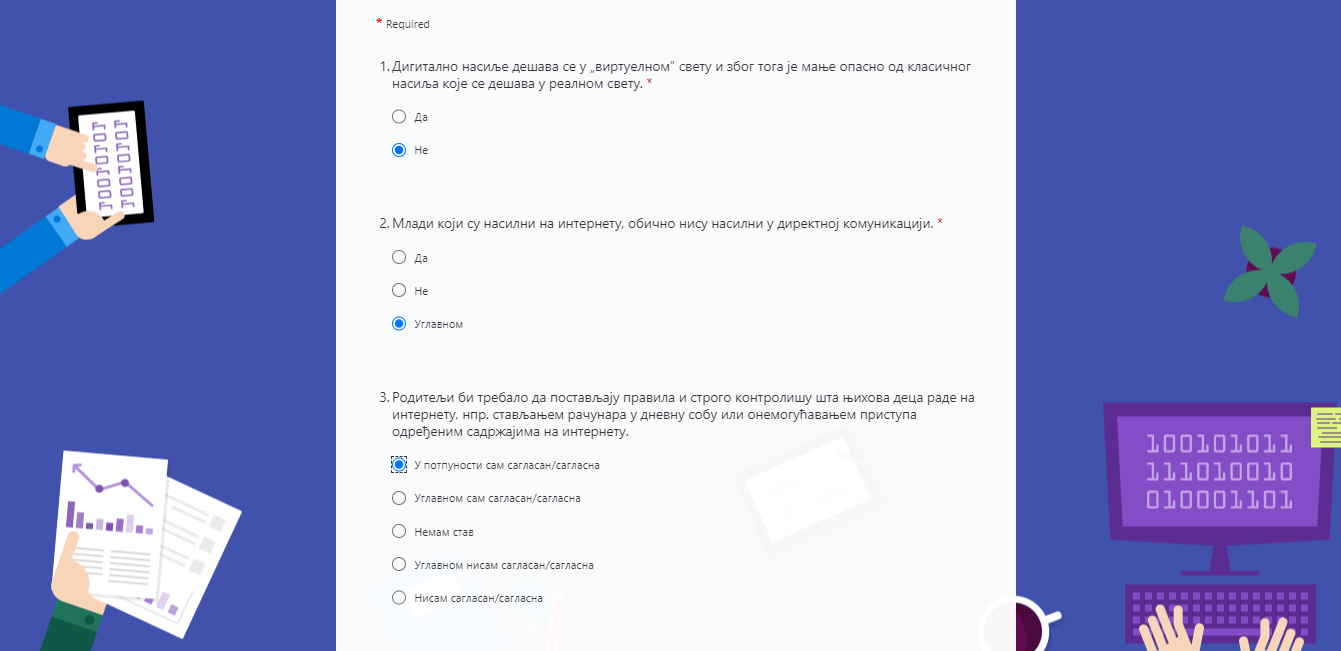 * Required
1. Дигитално насиље дешава се у „виртуелном“ свету и због тога је мање опасно од класичног
насиља које се дешава у реалном свету. *
Да
Не
2. Млади који су насилни на интернету, обично нису насилни у директној комуникацији. *
Да
Не
Углавном
3. Родитељи би требало да постављају правила и строго контролишу шта њихова деца раде на
интернету, нпр. стављањем рачунара у дневну собу или онемогућавањем приступа
одређеним садржајима на интернету.
У потпуности сам сагласан/сагласна
Углавном сам сагласан/сагласна
Немам став
Углавном нисам сагласан/сагласна
Нисам сагласан/сагласна
100101011
111010010
010001101